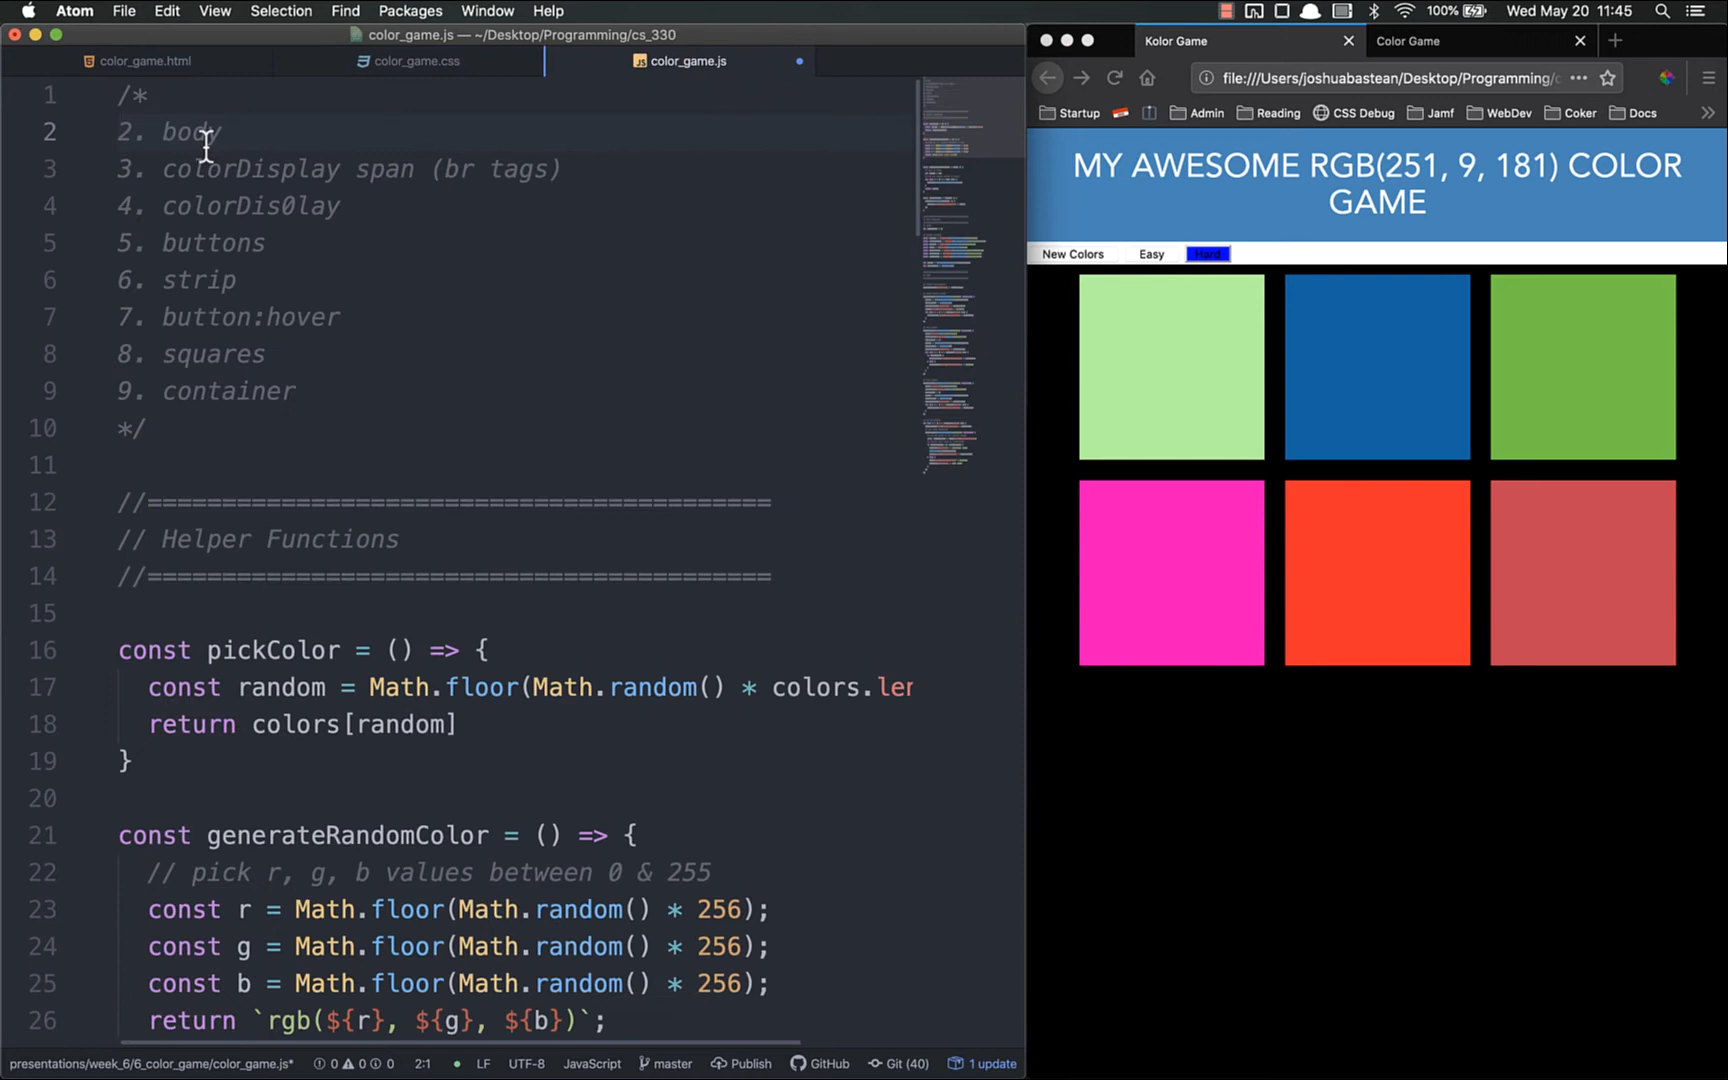 Atom File Edit View Selection Find Packages Window Help
100% Wed May 20 11:45
color_game.js — ~/Desktop/Programming/cs_330
color_game.html
color_game.css
color_game.js
1 /*
2 2. body
3 3. colorDisplay span (br tags)
4 4. colorDis0lay
5 5. buttons
6 6. strip
7 7. button:hover
8 8. squares
9 9. container
10 */
11
12 //==========================================
13 // Helper Functions
14 //==========================================
15
16 const pickColor = () => {
17 const random = Math.floor(Math.random() * colors.ler
18 return colors[random]
19 }
20
21 const generateRandomColor = () => {
22 // pick r, g, b values between 0 & 255
23 const r = Math.floor(Math.random() * 256);
24 const g = Math.floor(Math.random() * 256);
25 const b = Math.floor(Math.random() * 256);
26 return `rgb(${r}, ${g}, ${b})`;
presentations/week_6/6_color_game/color_game.js* 0 0 0 2:1 LF UTF-8 JavaScript master Publish GitHub Git (40) 1 update
Kolor Game
Color Game
file:///Users/joshuabastean/Desktop/Programming/c
Startup Admin Reading CSS Debug Jamf WebDev Coker Docs
MY AWESOME RGB(251, 9, 181) COLOR
GAME
New Colors Easy Hard